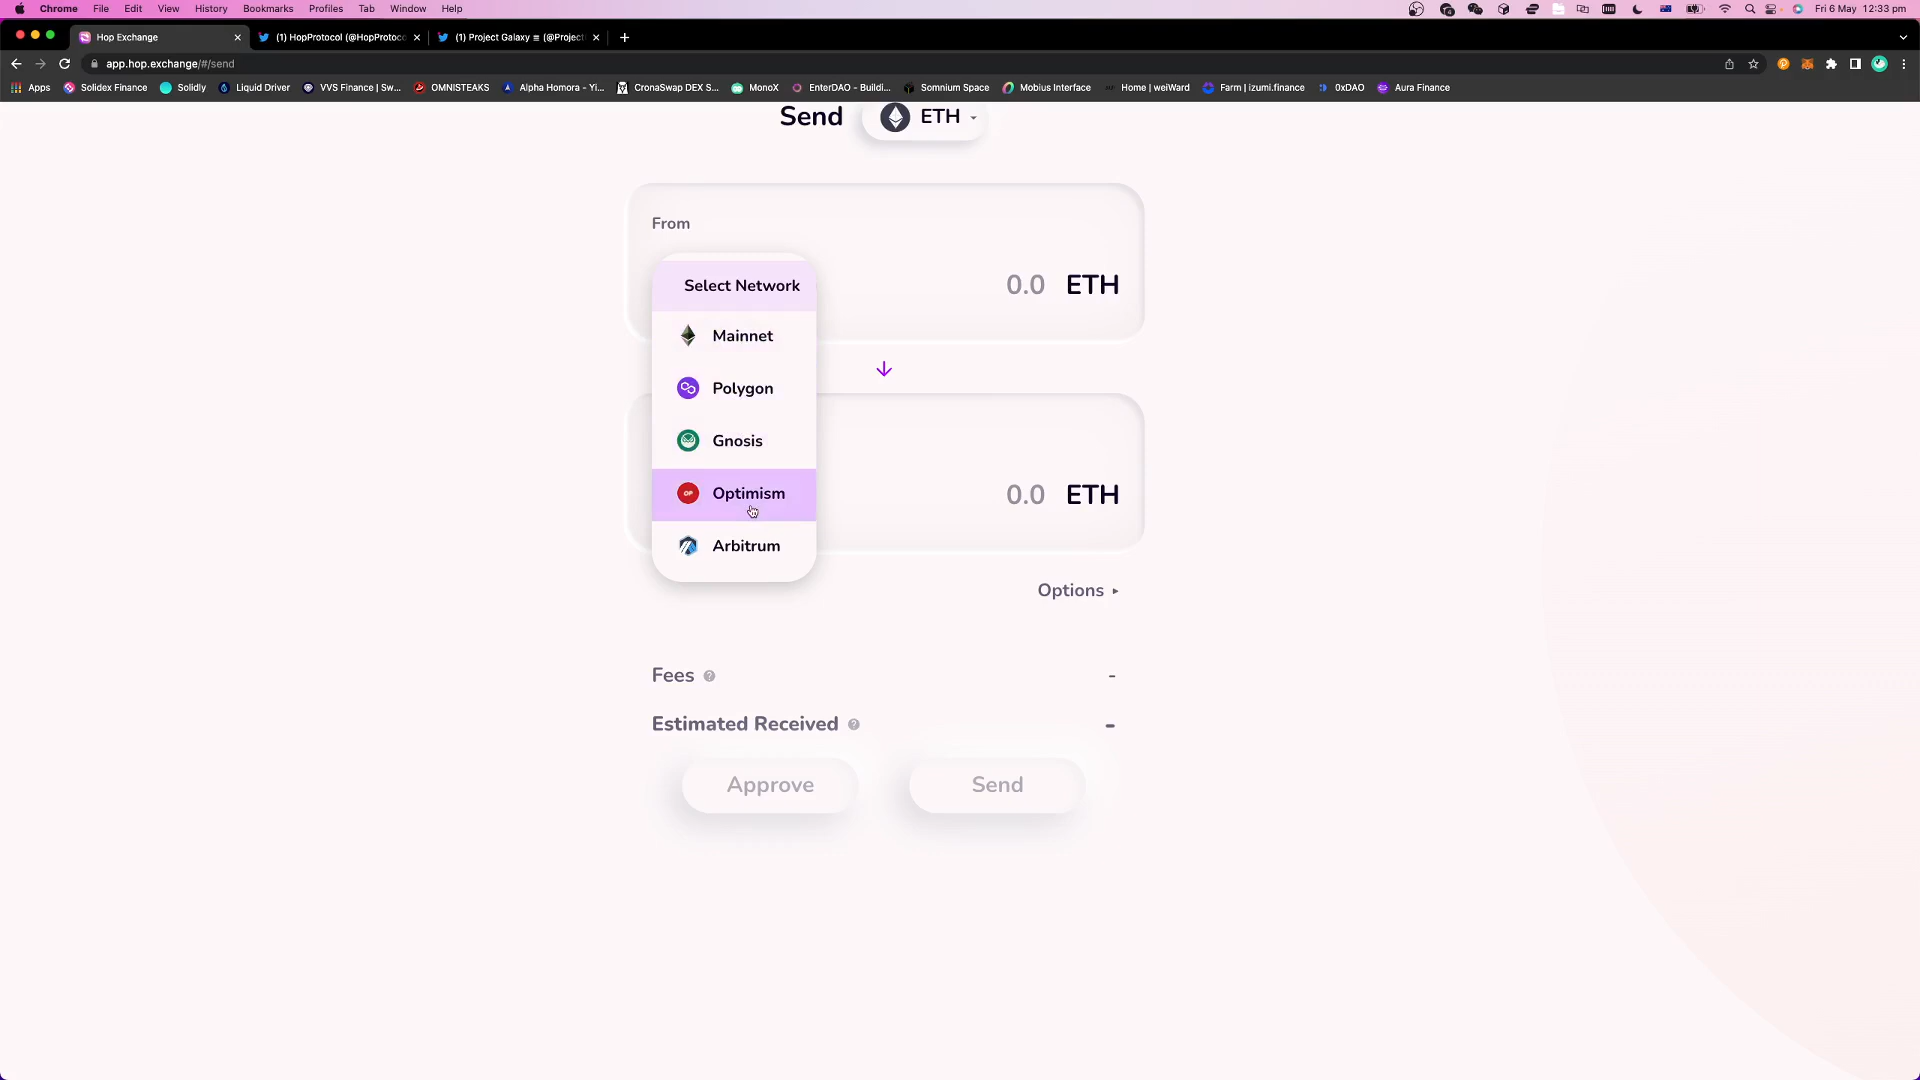 Chrome File Edit View History Bookmarks Profiles Tab Window Help Fri 6 May 12:33 pm
Hop Exchange (1) HopProtocol (@HopProtoco (1) Project Galaxy ≡ (@Project
app.hop.exchange/#/send
Apps Solidex Finance Solidly Liquid Driver VVS Finance | Sw... OMNISTEAKS Alpha Homora - Yi... CronaSwap DEX S... MonoX EnterDAO - Buildi... Somnium Space Mobius Interface Home | weiWard Farm | izumi.finance 0xDAO Aura Finance
Send ETH
From
Select Network
0.0 ETH
Mainnet
Polygon
Gnosis
Optimism
0.0 ETH
Arbitrum
Options
Fees -
Estimated Received -
Approve Send